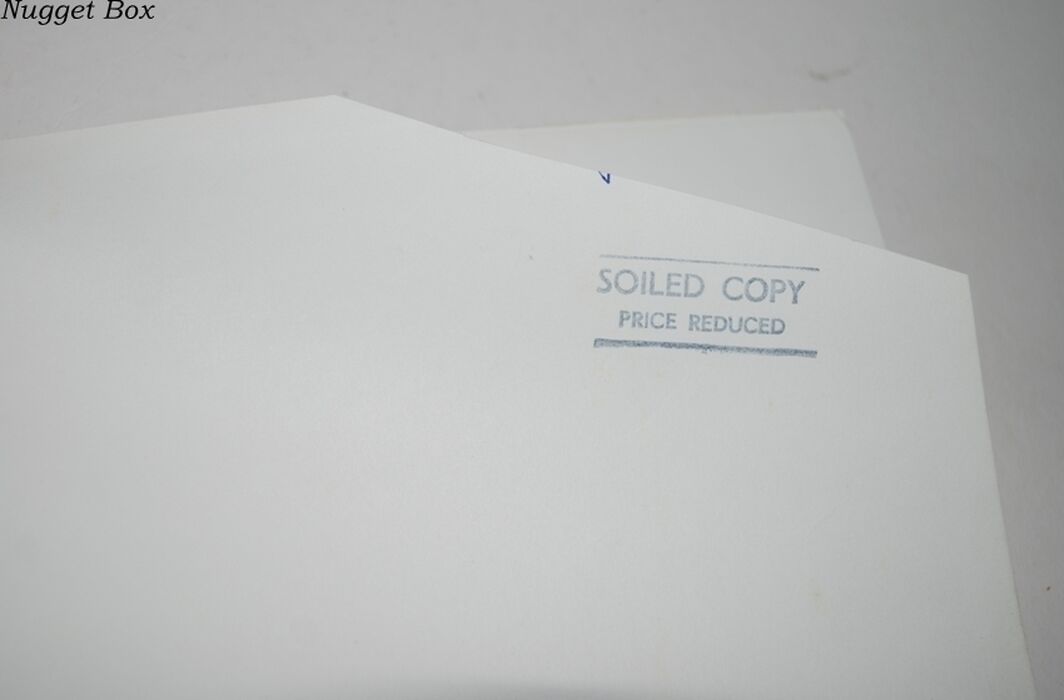 Nugget Box
SOILED COPY
PRICE REDUCED